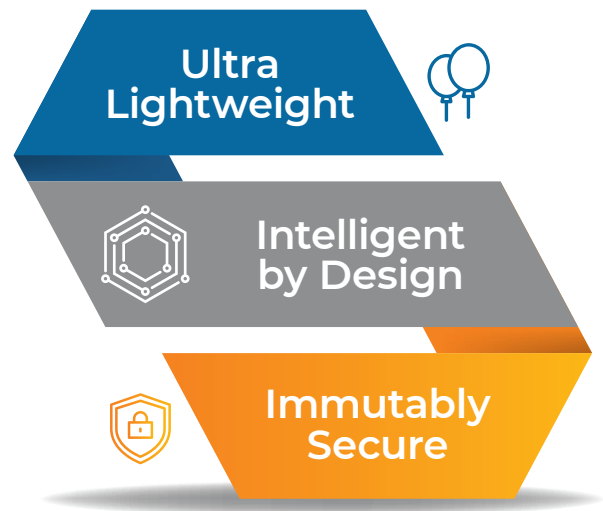 Ultra
Lightweight
Intelligent
by Design
Immutably
Secure